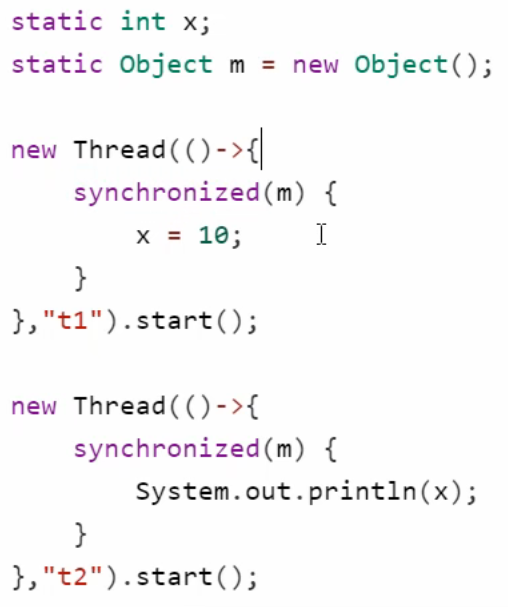 static int x;
static Object m = new Object();
new Thread(()->{
synchronized(m) {
x = 10;
}
},"t1").start();
new Thread(()->{
synchronized(m) {
System.out.println(x);
}
},"t2").start();